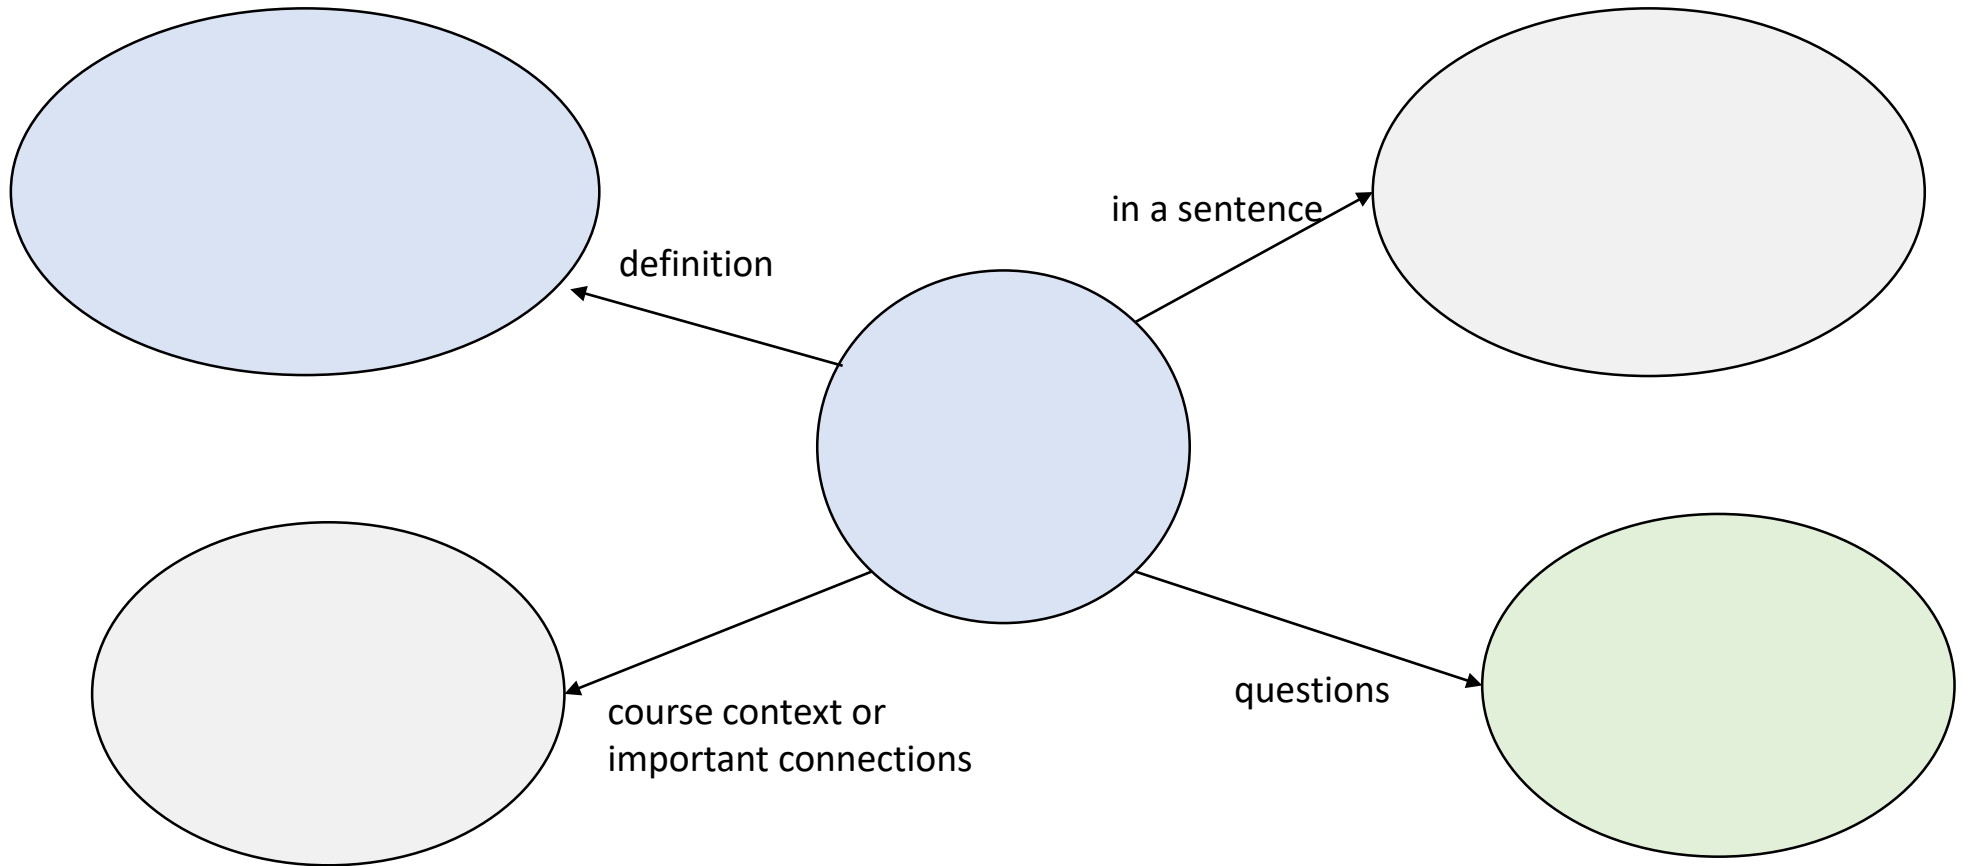 in a sentence
definition
questions
course context or
important connections